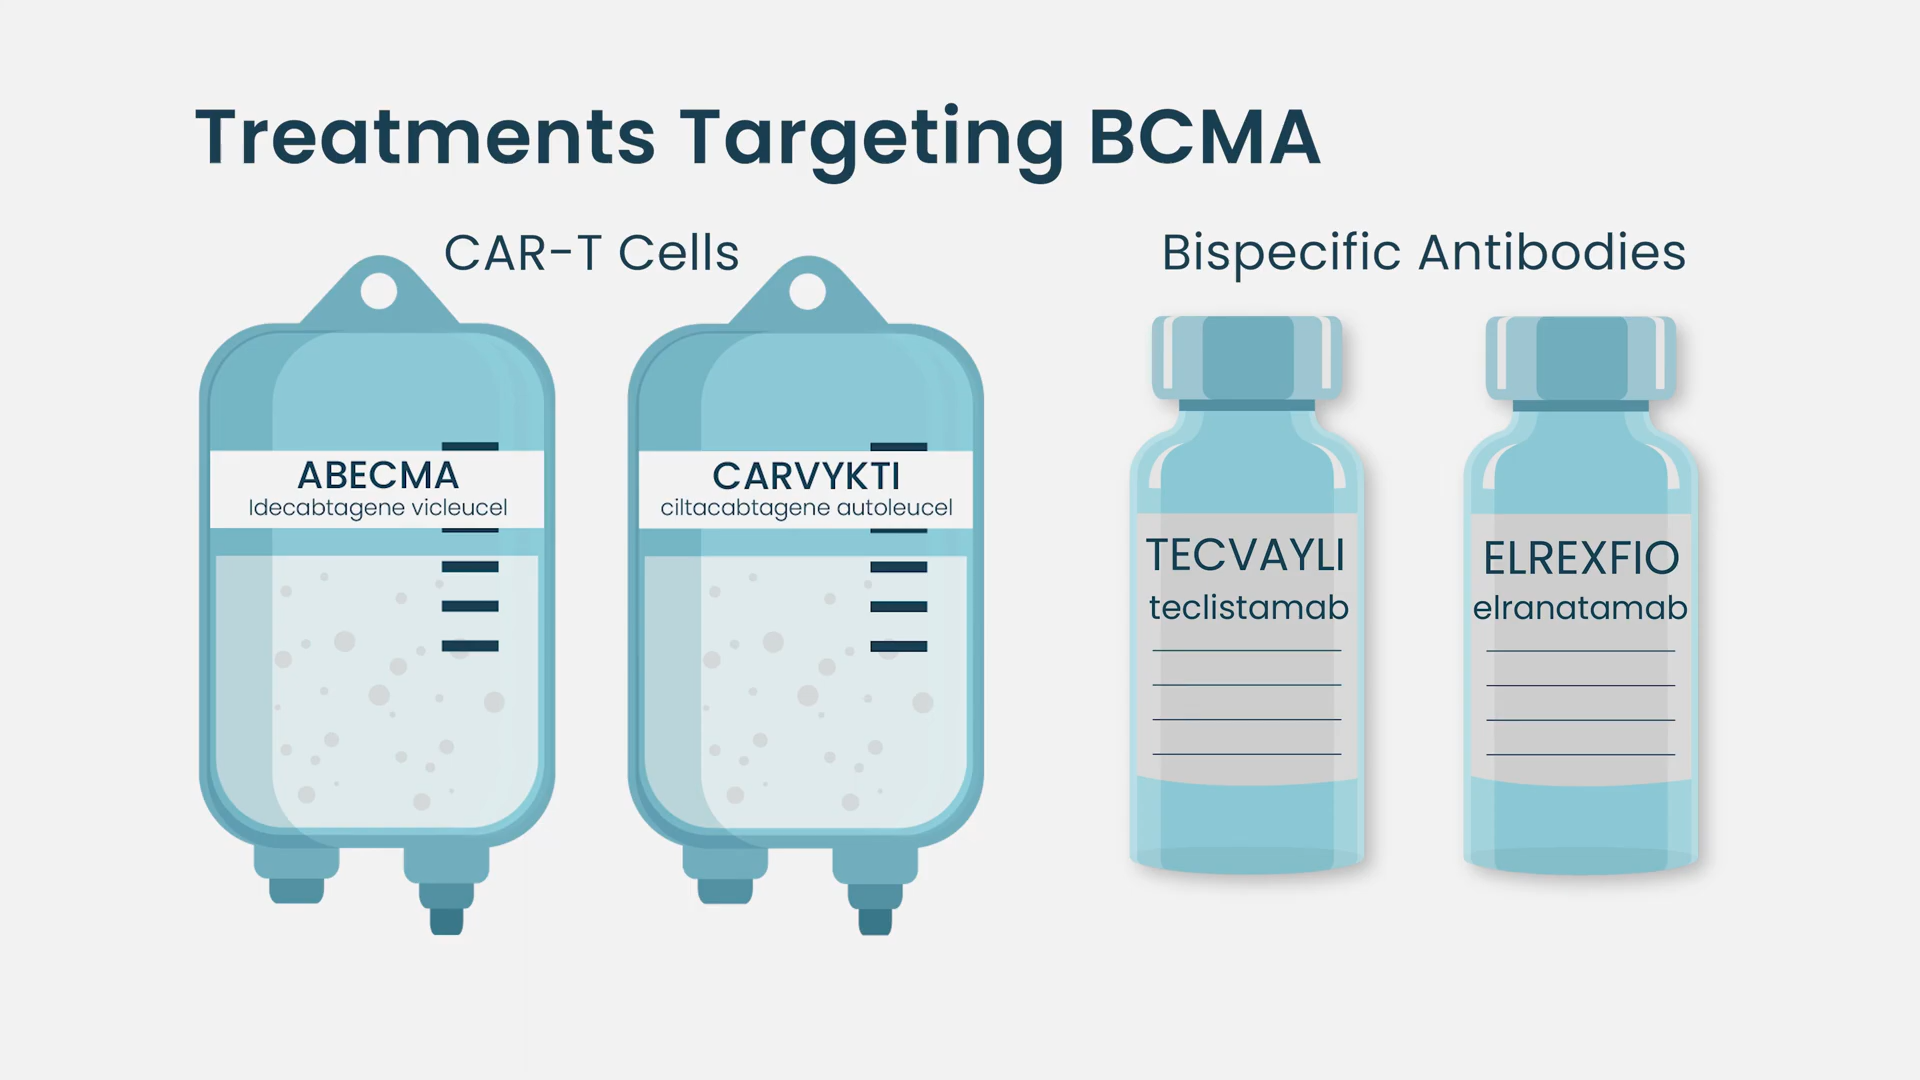 Treatments Targeting BCMA
CAR-T Cells
ABECMA
Idecabtagene vicleucel
CARVYKTI
ciltacabtagene autoleucel
Bispecific Antibodies
TECVAYLI
teclistamab
ELREXFIO
elranatamab